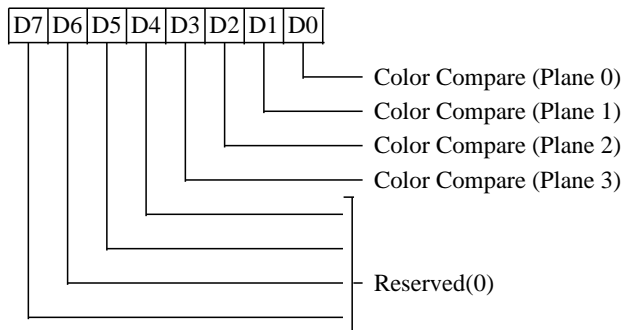 D7 D6 D5 D4 D3 D2 D1 D0
Color Compare (Plane 0)
Color Compare (Plane 1)
Color Compare (Plane 2)
Color Compare (Plane 3)
Reserved(0)